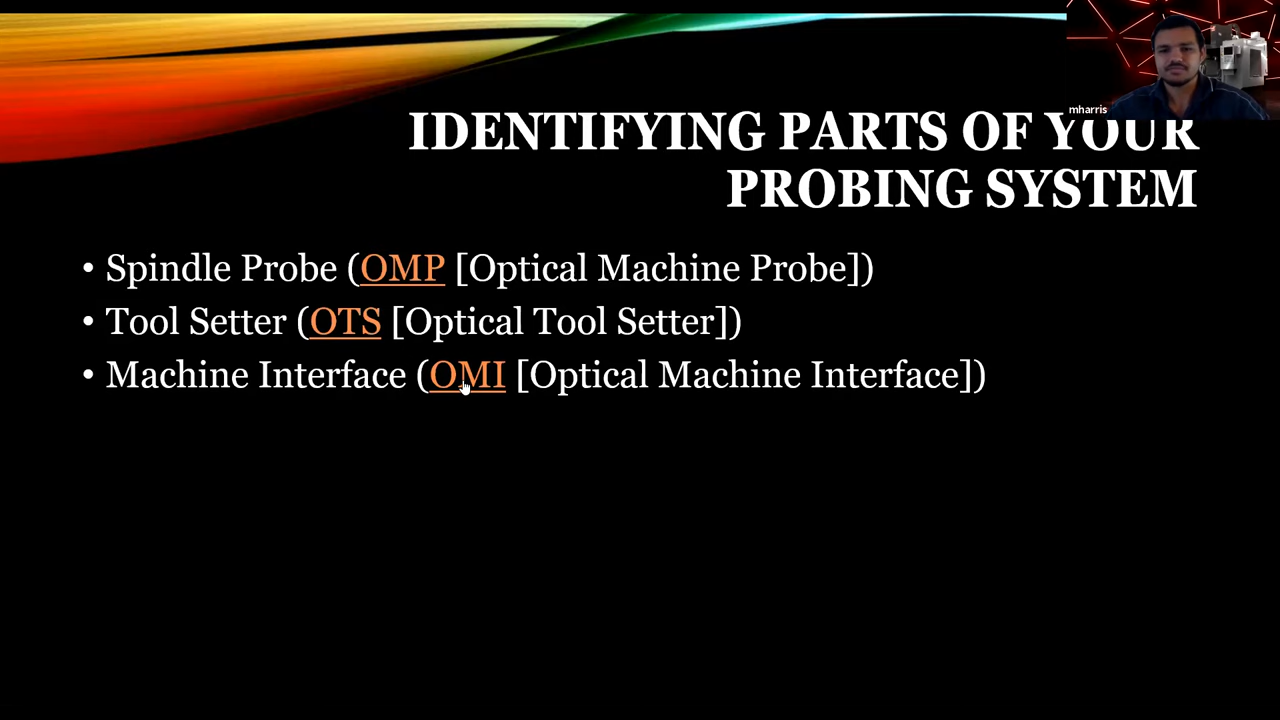 mharris
IDENTIFYING PARTS OF YOUR
PROBING SYSTEM
• Spindle Probe (OMP [Optical Machine Probe])
• Tool Setter (OTS [Optical Tool Setter])
• Machine Interface (OMI [Optical Machine Interface])